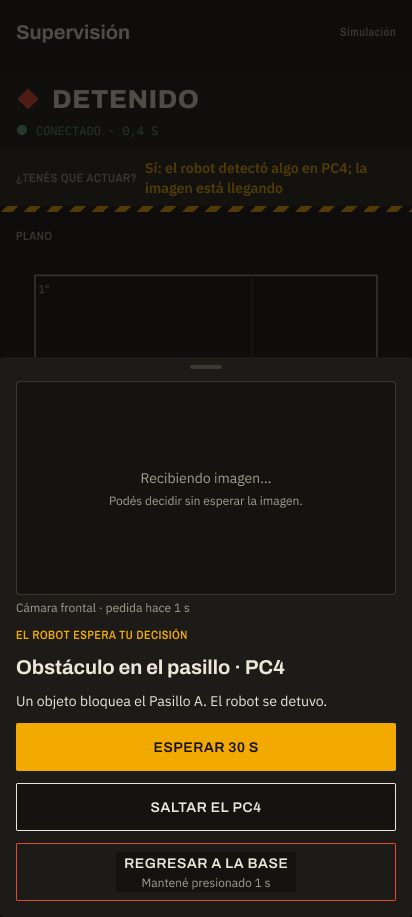 Supervisión
Simulación
DETENIDO
CONECTADO · 0,4 S
¿TENÉS QUE ACTUAR?
Sí: el robot detectó algo en PC4; la
imagen está llegando
PLANO
1°
Recibiendo imagen…
Podés decidir sin esperar la imagen.
Cámara frontal · pedida hace 1 s
EL ROBOT ESPERA TU DECISIÓN
Obstáculo en el pasillo · PC4
Un objeto bloquea el Pasillo A. El robot se detuvo.
ESPERAR 30 S
SALTAR EL PC4
REGRESAR A LA BASE
Mantené presionado 1 s